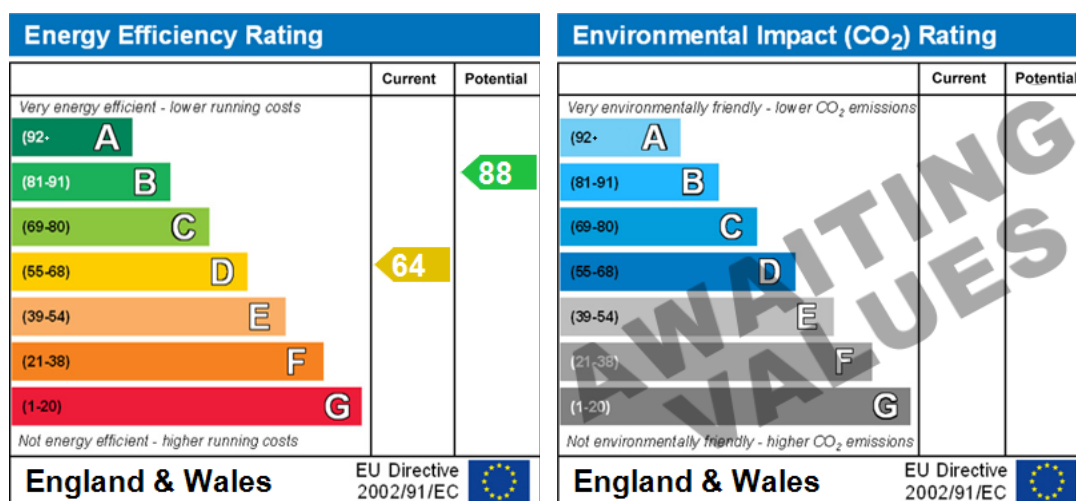 Energy Efficiency Rating
Current Potential
Very energy efficient - lower running costs
(92+ A
(81-91) B
88
(69-80) C
(55-68) D
64
(39-54) E
(21-38) F
(1-20) G
Not energy efficient - higher running costs
England & Wales
EU Directive
2002/91/EC
Environmental Impact (CO₂) Rating
Current Potential
Very environmentally friendly - lower CO₂ emissions
(92+ A
(81-91) B
(69-80) C
(55-68) D
(39-54) E
(21-38) F
(1-20) G
AWAITING
VALUES
Not environmentally friendly - higher CO₂ emissions
England & Wales
EU Directive
2002/91/EC